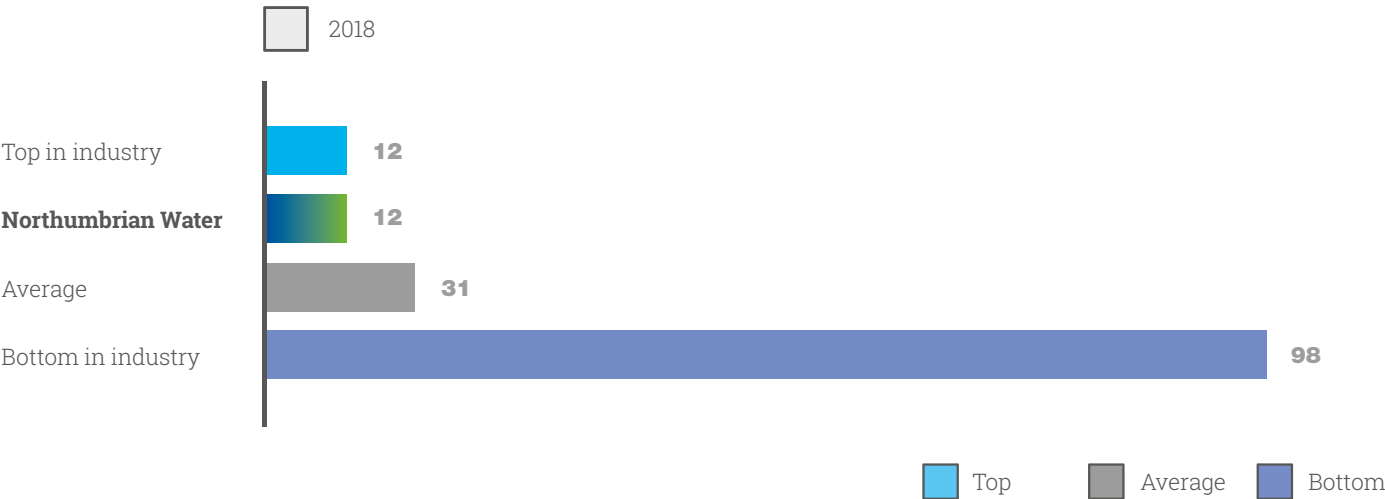 2018
Top in industry 12
Northumbrian Water 12
Average 31
Bottom in industry 98
Top Average Bottom